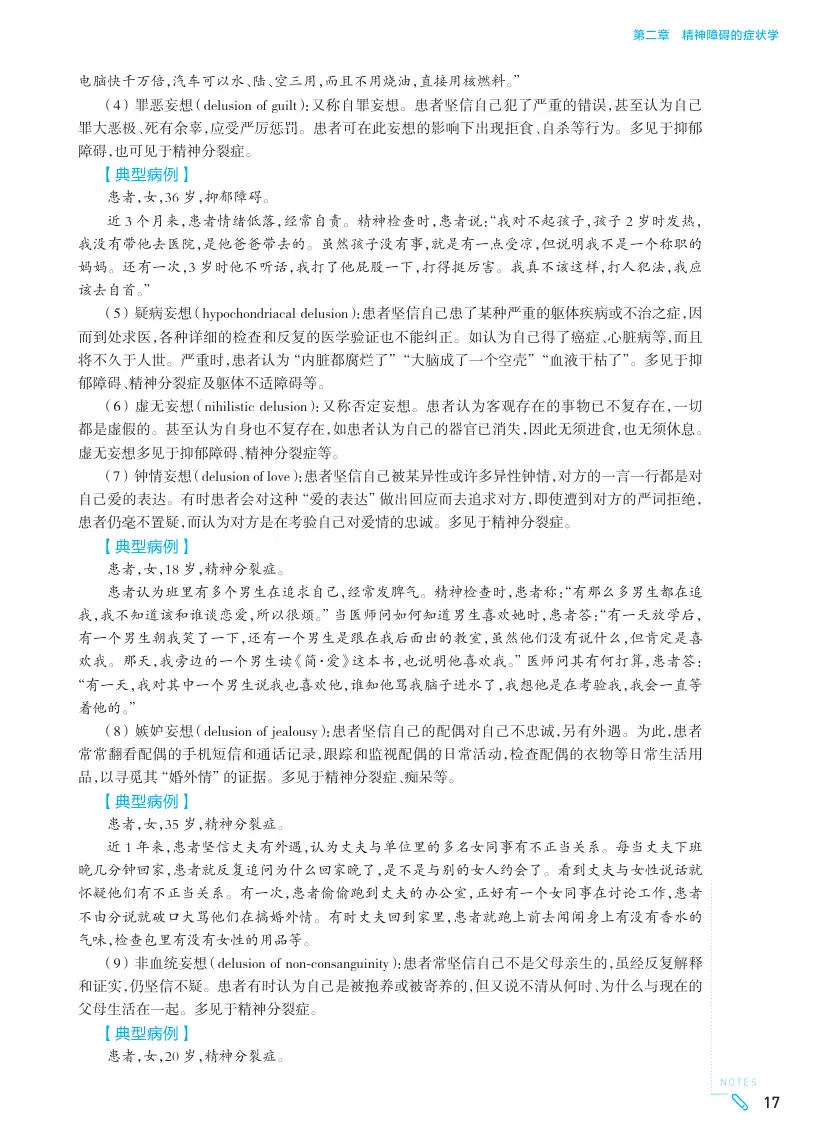 第二章 精神障碍的症状学
电脑快千万倍,汽车可以水、陆、空三用,而且不用烧油,直接用核燃料。”
(4)罪恶妄想(delusion of guilt):又称自罪妄想。患者坚信自己犯了严重的错误,甚至认为自己
罪大恶极、死有余辜,应受严厉惩罚。患者可在此妄想的影响下出现拒食、自杀等行为。多见于抑郁
障碍,也可见于精神分裂症。
【典型病例】
患者,女,36 岁,抑郁障碍。
近 3 个月来,患者情绪低落,经常自责。精神检查时,患者说:“我对不起孩子,孩子 2 岁时发热,
我没有带他去医院,是他爸爸带去的。虽然孩子没有事,就是有一点受凉,但说明我不是一个称职的
妈妈。还有一次,3 岁时他不听话,我打了他屁股一下,打得挺厉害。我真不该这样,打人犯法,我应
该去自首。”
(5)疑病妄想(hypochondriacal delusion):患者坚信自己患了某种严重的躯体疾病或不治之症,因
而到处求医,各种详细的检查和反复的医学验证也不能纠正。如认为自己得了癌症、心脏病等,而且
将不久于人世。严重时,患者认为“内脏都腐烂了”“大脑成了一个空壳”“血液干枯了”。多见于抑
郁障碍、精神分裂症及躯体不适障碍等。
(6)虚无妄想(nihilistic delusion):又称否定妄想。患者认为客观存在的事物已不复存在,一切
都是虚假的。甚至认为自身也不复存在,如患者认为自己的器官已消失,因此无须进食,也无须休息。
虚无妄想多见于抑郁障碍、精神分裂症等。
(7)钟情妄想(delusion of love):患者坚信自己被某异性或许多异性钟情,对方的一言一行都是对
自己爱的表达。有时患者会对这种“爱的表达”做出回应而去追求对方,即使遭到对方的严词拒绝,
患者仍毫不置疑,而认为对方是在考验自己对爱情的忠诚。多见于精神分裂症。
【典型病例】
患者,女,18 岁,精神分裂症。
患者认为班里有多个男生在追求自己,经常发脾气。精神检查时,患者称:“有那么多男生都在追
我,我不知道该和谁谈恋爱,所以很烦。”当医师问如何知道男生喜欢她时,患者答:“有一天放学后,
有一个男生朝我笑了一下,还有一个男生是跟在我后面出的教室,虽然他们没有说什么,但肯定是喜
欢我。那天,我旁边的一个男生读《简·爱》这本书,也说明他喜欢我。”医师问其有何打算,患者答:
“有一天,我对其中一个男生说我也喜欢他,谁知他骂我脑子进水了,我想他是在考验我,我会一直等
着他的。”
(8)嫉妒妄想(delusion of jealousy):患者坚信自己的配偶对自己不忠诚,另有外遇。为此,患者
常常翻看配偶的手机短信和通话记录,跟踪和监视配偶的日常活动,检查配偶的衣物等日常生活用
品,以寻觅其“婚外情”的证据。多见于精神分裂症、痴呆等。
【典型病例】
患者,女,35 岁,精神分裂症。
近 1 年来,患者坚信丈夫有外遇,认为丈夫与单位里的多名女同事有不正当关系。每当丈夫下班
晚几分钟回家,患者就反复追问为什么回家晚了,是不是与别的女人约会了。看到丈夫与女性说话就
怀疑他们有不正当关系。有一次,患者偷偷跑到丈夫的办公室,正好有一个女同事在讨论工作,患者
不由分说就破口大骂他们在搞婚外情。有时丈夫回到家里,患者就跑上前去闻闻身上有没有香水的
气味,检查包里有没有女性的用品等。
(9)非血统妄想(delusion of non-consanguinity):患者常坚信自己不是父母亲生的,虽经反复解释
和证实,仍坚信不疑。患者有时认为自己是被抱养或被寄养的,但又说不清从何时、为什么与现在的
父母生活在一起。多见于精神分裂症。
【典型病例】
患者,女,20 岁,精神分裂症。
NOTES
17